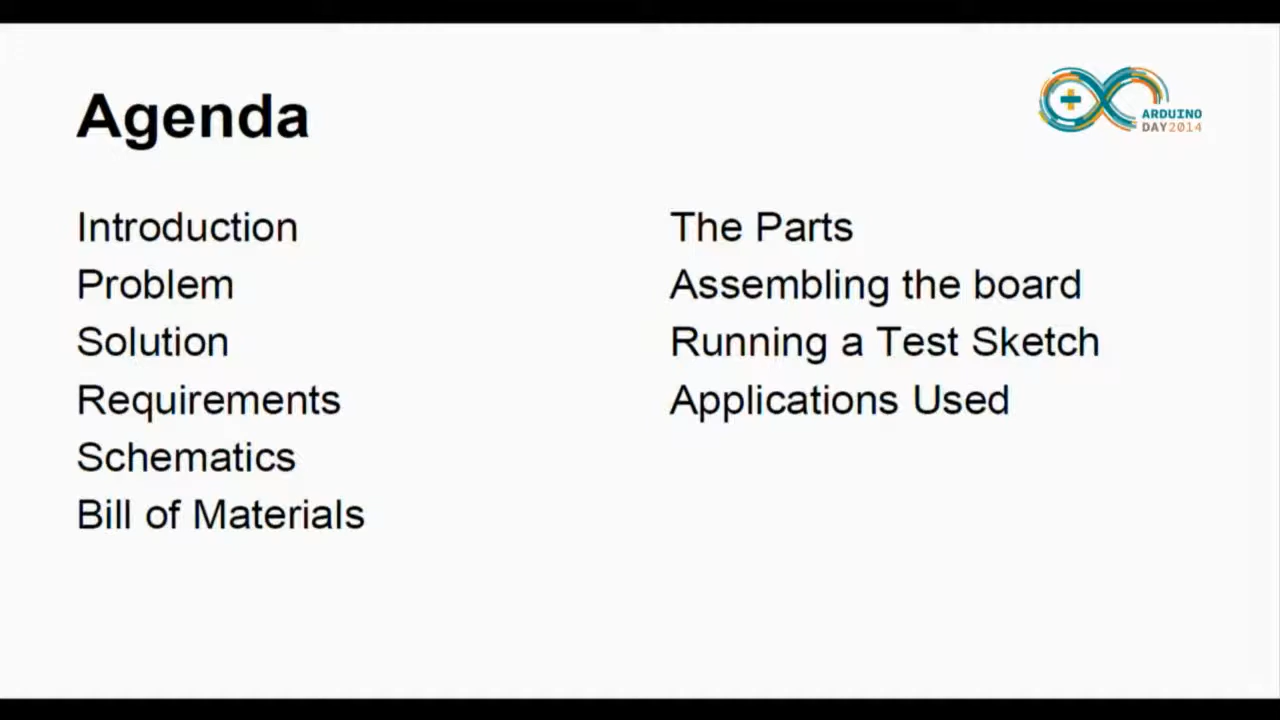 Agenda
ARDUINO
DAY2014
Introduction
Problem
Solution
Requirements
Schematics
Bill of Materials
The Parts
Assembling the board
Running a Test Sketch
Applications Used